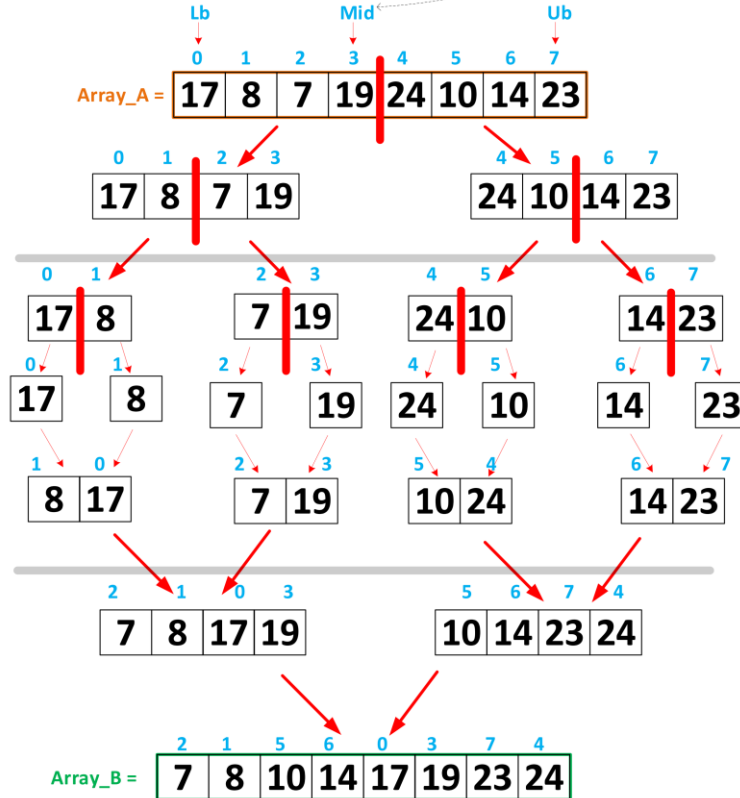 Lb Mid Ub
0 1 2 3 4 5 6 7
Array_A = 17 8 7 19 24 10 14 23
0 1 2 3 4 5 6 7
17 8 7 19 24 10 14 23
0 1 2 3 4 5 6 7
17 8 7 19 24 10 14 23
0 1 2 3 4 5 6 7
17 8 7 19 24 10 14 23
1 0 2 3 5 4 6 7
8 17 7 19 10 24 14 23
2 1 0 3 5 6 7 4
7 8 17 19 10 14 23 24
2 1 5 6 0 3 7 4
Array_B = 7 8 10 14 17 19 23 24